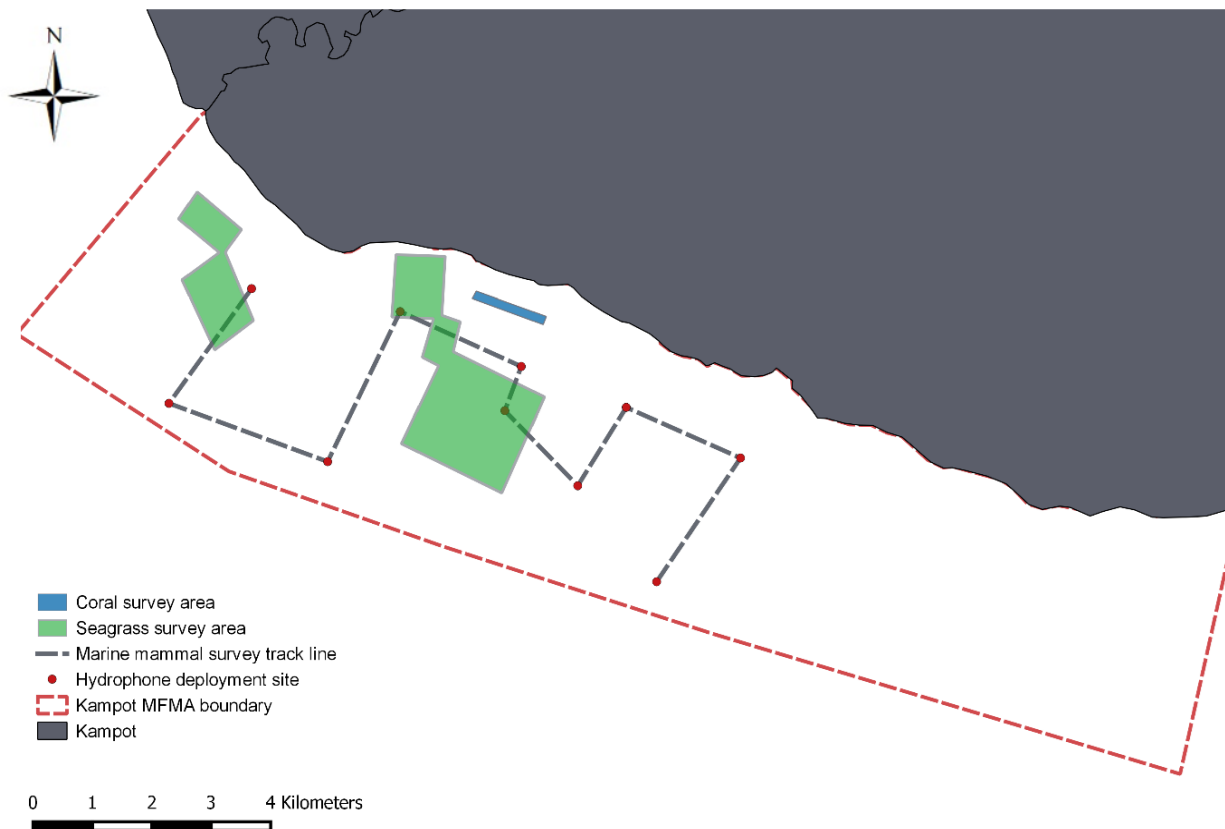 N
Coral survey area
Seagrass survey area
Marine mammal survey track line
Hydrophone deployment site
Kampot MFMA boundary
Kampot
0 1 2 3 4 Kilometers